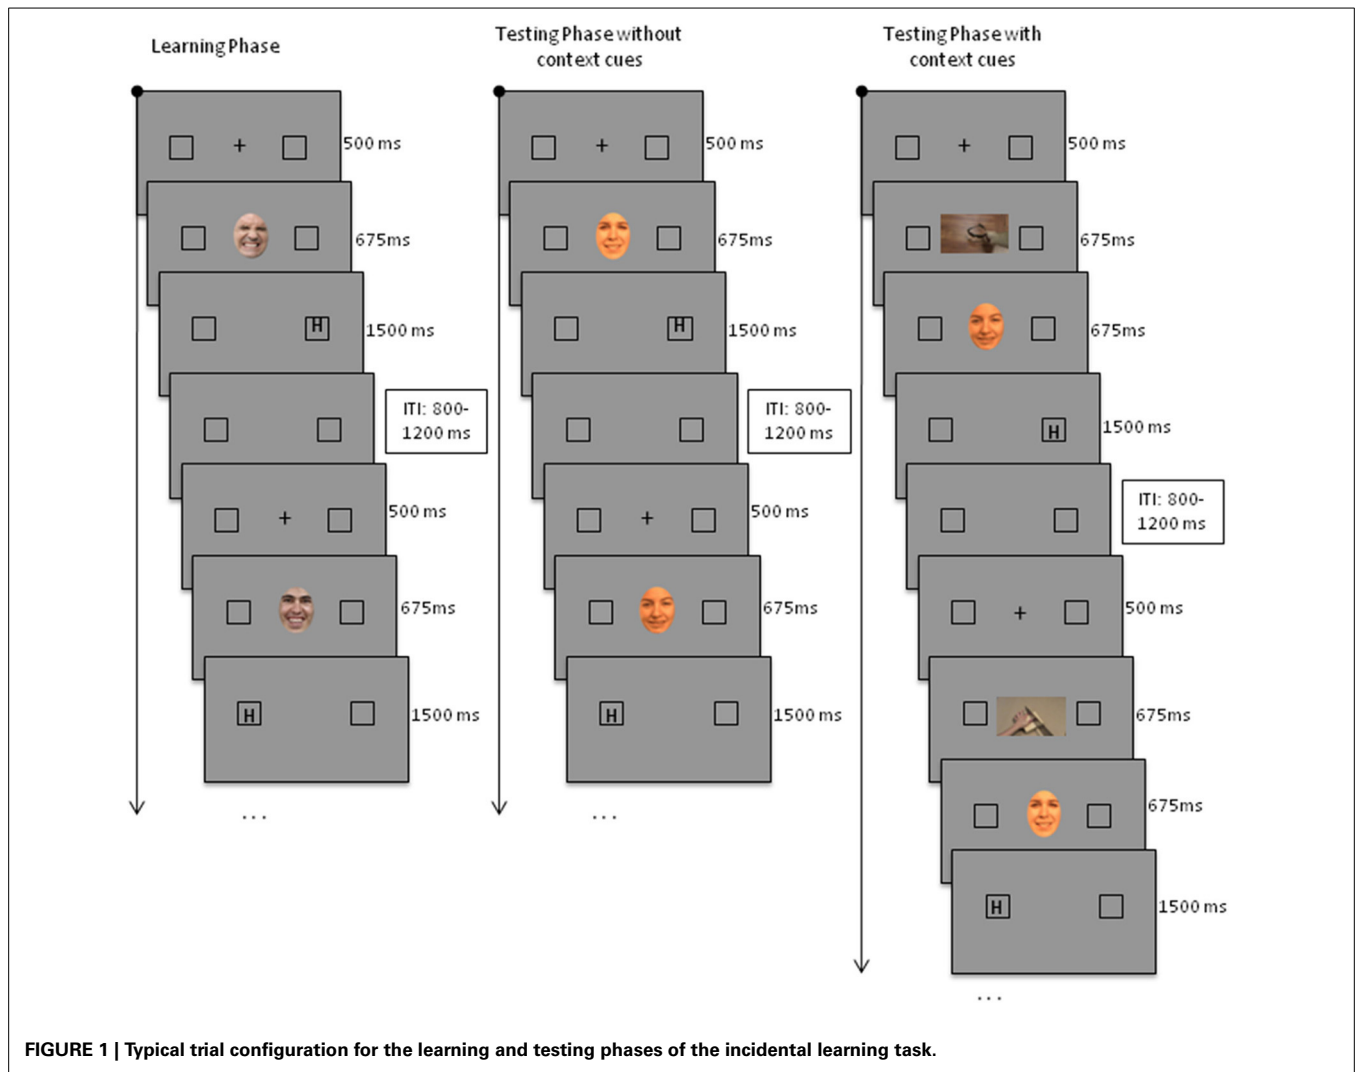 Learning Phase
500 ms
675ms
H
1500 ms
ITI: 800-
1200 ms
+
500 ms
675ms
H
1500 ms
...
Testing Phase without
context cues
+
500 ms
675ms
H
1500 ms
ITI: 800-
1200 ms
+
500 ms
675ms
H
1500 ms
...
Testing Phase with
context cues
+
500 ms
675ms
675ms
H
1500 ms
ITI: 800-
1200 ms
+
500 ms
675ms
675ms
H
1500 ms
...
FIGURE 1 | Typical trial configuration for the learning and testing phases of the incidental learning task.